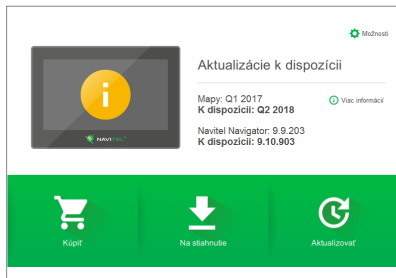 Možnosti
Aktualizácie k dispozícii
Mapy: Q1 2017
K dispozícii: Q2 2018
Viac informácií
Navitel Navigator: 9.9.203
K dispozícii: 9.10.903
NAVITEL
Kúpiť
Na stiahnutie
Aktualizovať